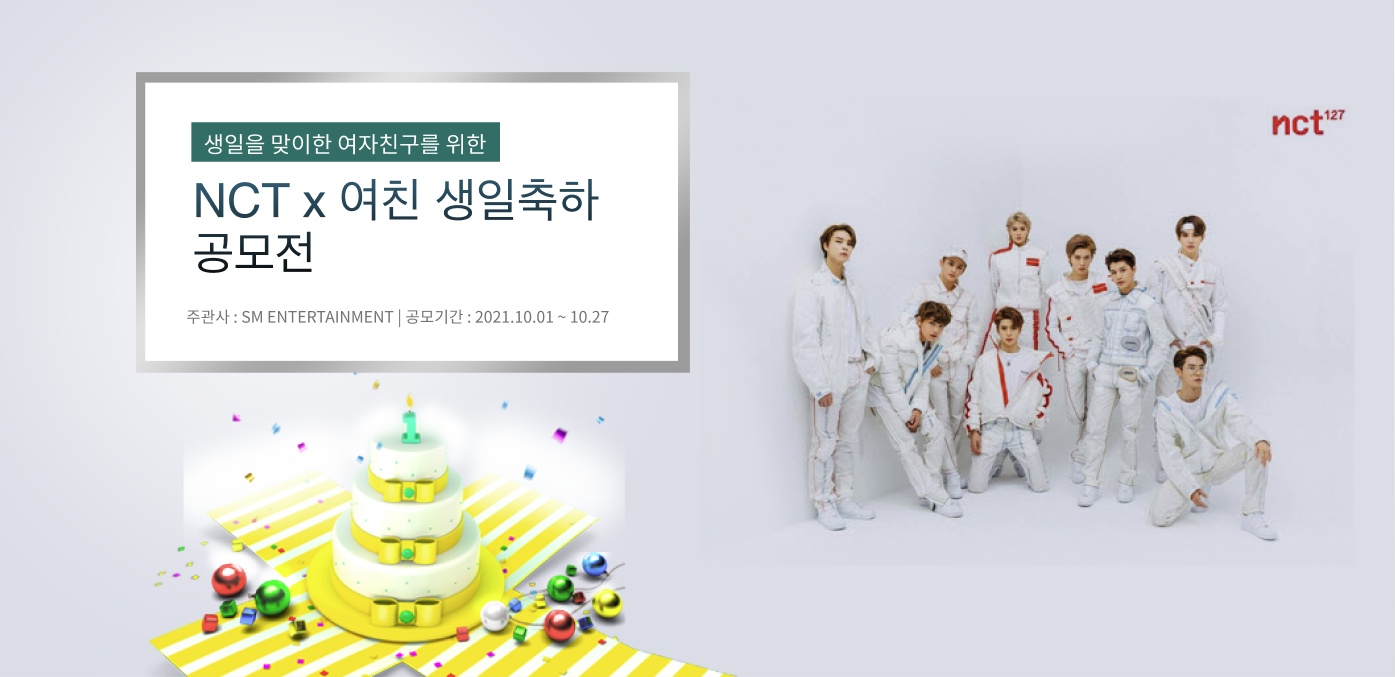 생일을 맞이한 여자친구를 위한
NCT x 여친 생일축하
공모전
주관사 : SM ENTERTAINMENT | 공모기간 : 2021.10.01 ~ 10.27
nct127
1